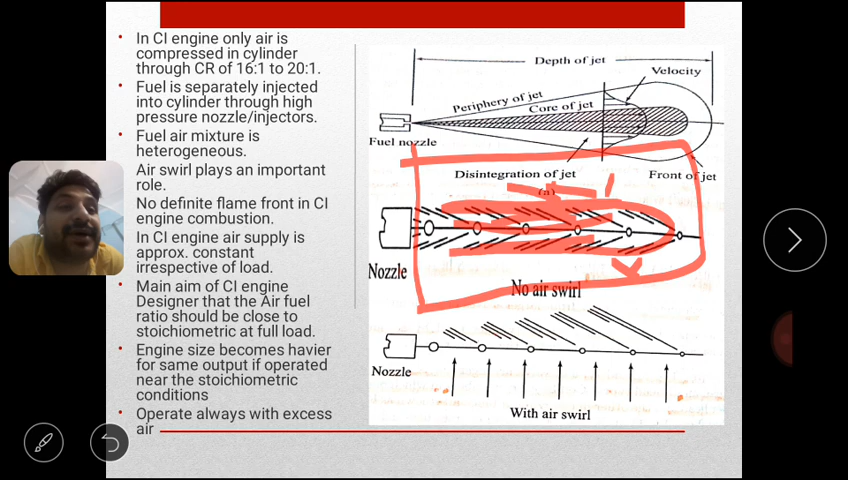 In CI engine only air is
compressed in cylinder
through CR of 16:1 to 20:1.
Fuel is separately injected
into cylinder through high
pressure nozzle/injectors.
Fuel air mixture is
heterogeneous.
Air swirl plays an important
role.
No definite flame front in CI
engine combustion.
In CI engine air supply is
approx. constant
irrespective of load.
Main aim of CI engine
Designer that the Air fuel
ratio should be close to
stoichiometric at full load.
Engine size becomes havier
for same output if operated
near the stoichiometric
conditions
Operate always with excess
air
Depth of jet
Velocity
Periphery of jet
Core of jet
Fuel nozzle
Disintegration of jet
Front of jet
(a)
Nozzle
No air swirl
Nozzle
With air swirl